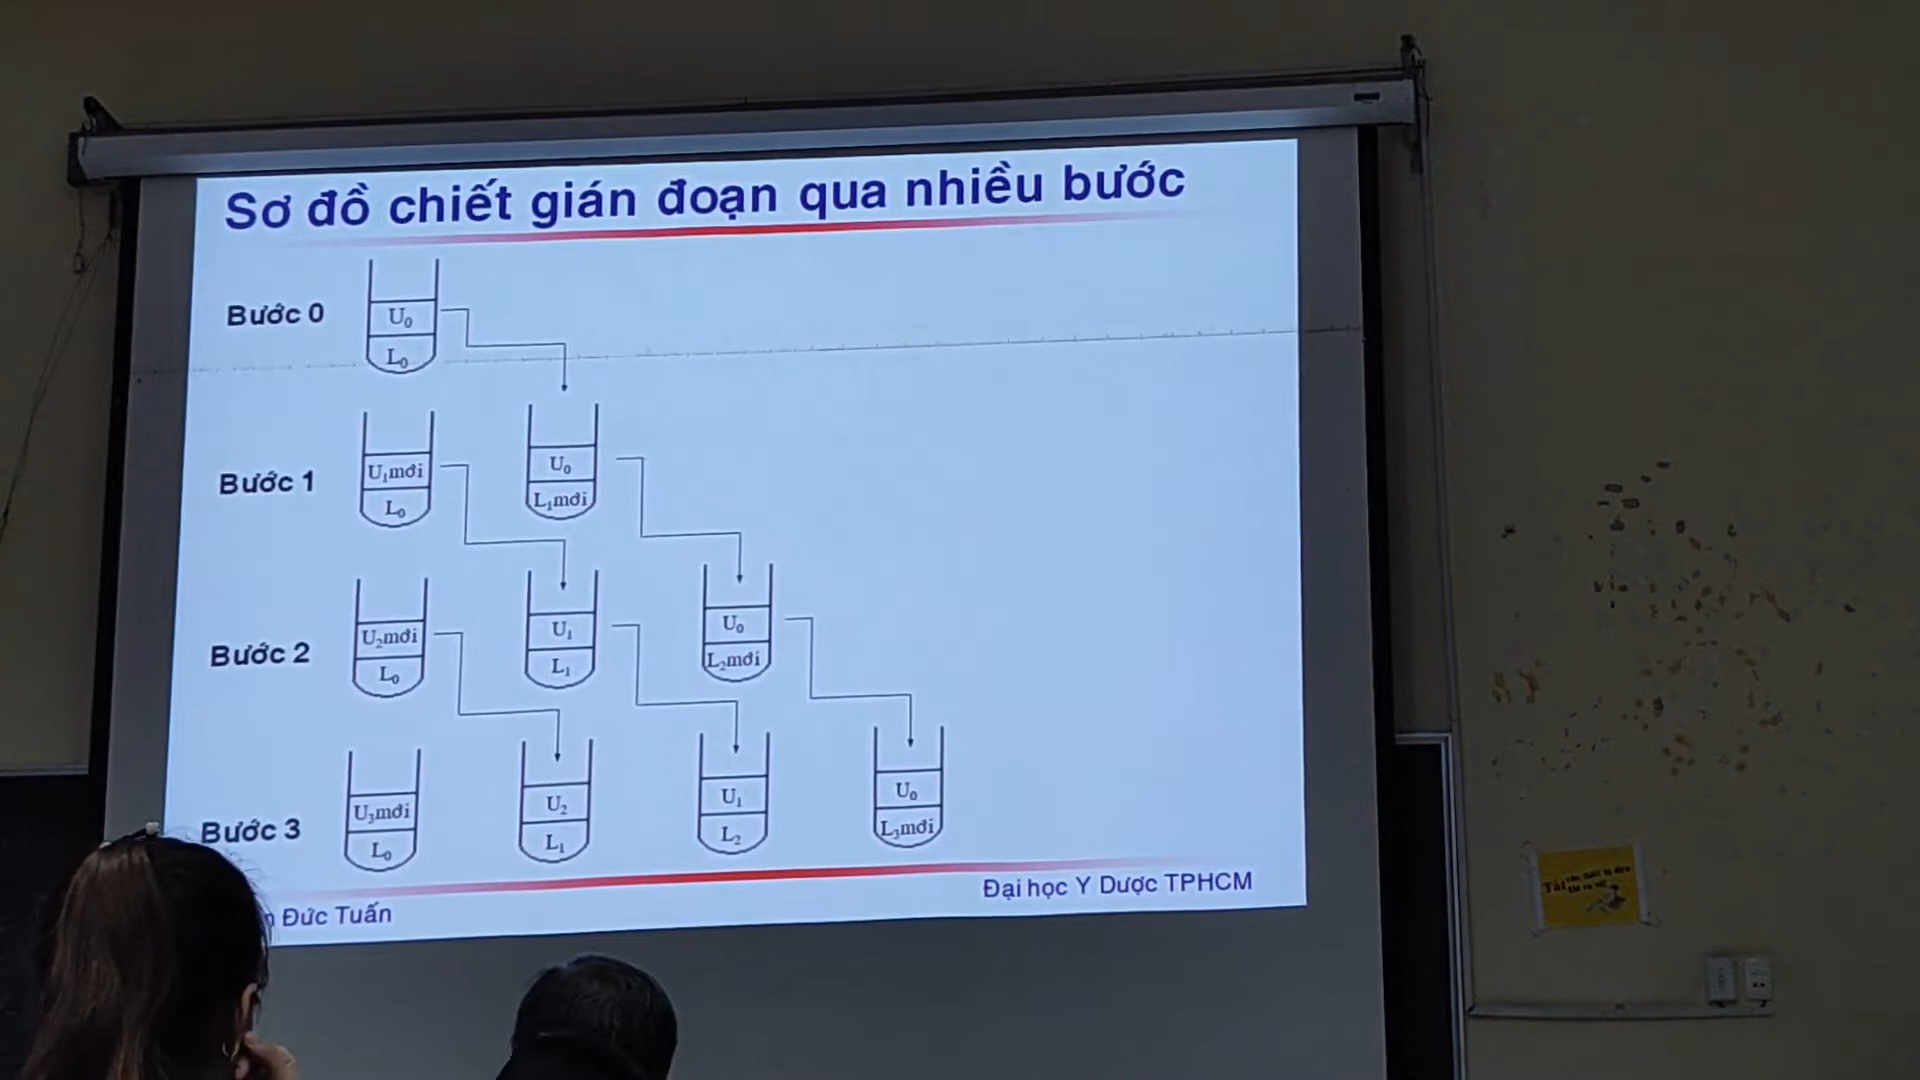 Sơ đồ chiết gián đoạn qua nhiều bước
Bước 0
U₀
L₀
Bước 1
U₁mới
L₀
U₀
L₁mới
Bước 2
U₂mới
L₀
U₁
L₁
U₀
L₂mới
Bước 3
U₃mới
L₀
U₂
L₁
U₁
L₂
U₀
L₃mới
Đức Tuấn
Đại học Y Dược TPHCM